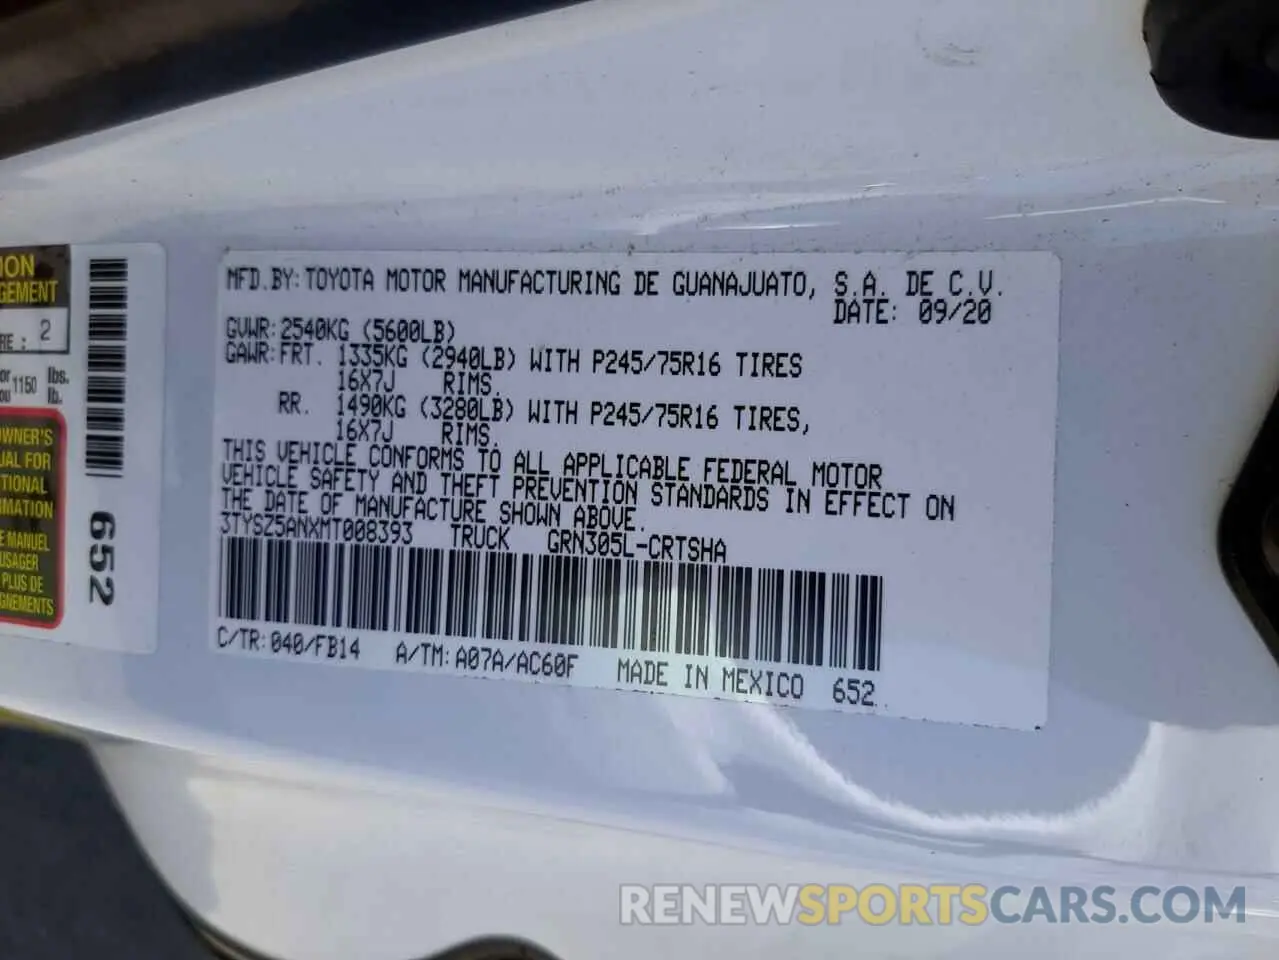 MFD.BY: TOYOTA MOTOR MANUFACTURING DE GUANAJUATO, S.A. DE C.V.
DATE: 09/20
GVWR: 2540KG (5600LB)
GAWR: FRT. 1335KG (2940LB) WITH P245/75R16 TIRES
16X7J RIMS.
RR. 1490KG (3280LB) WITH P245/75R16 TIRES,
16X7J RIMS.
THIS VEHICLE CONFORMS TO ALL APPLICABLE FEDERAL MOTOR
VEHICLE SAFETY AND THEFT PREVENTION STANDARDS IN EFFECT ON
THE DATE OF MANUFACTURE SHOWN ABOVE.
3TYSZ5ANXMT008393 TRUCK GRN305L-CRTSHA
C/TR: 040/FB14 A/TM: A07A/AC60F MADE IN MEXICO 652
ION
GEMENT
RE : 2
or 1150 lbs.
ou lb.
OWNER'S
UAL FOR
TIONAL
RMATION
E MANUEL
USAGER
PLUS DE
GNEMENTS
652
RENEWSPORTSCARS.COM